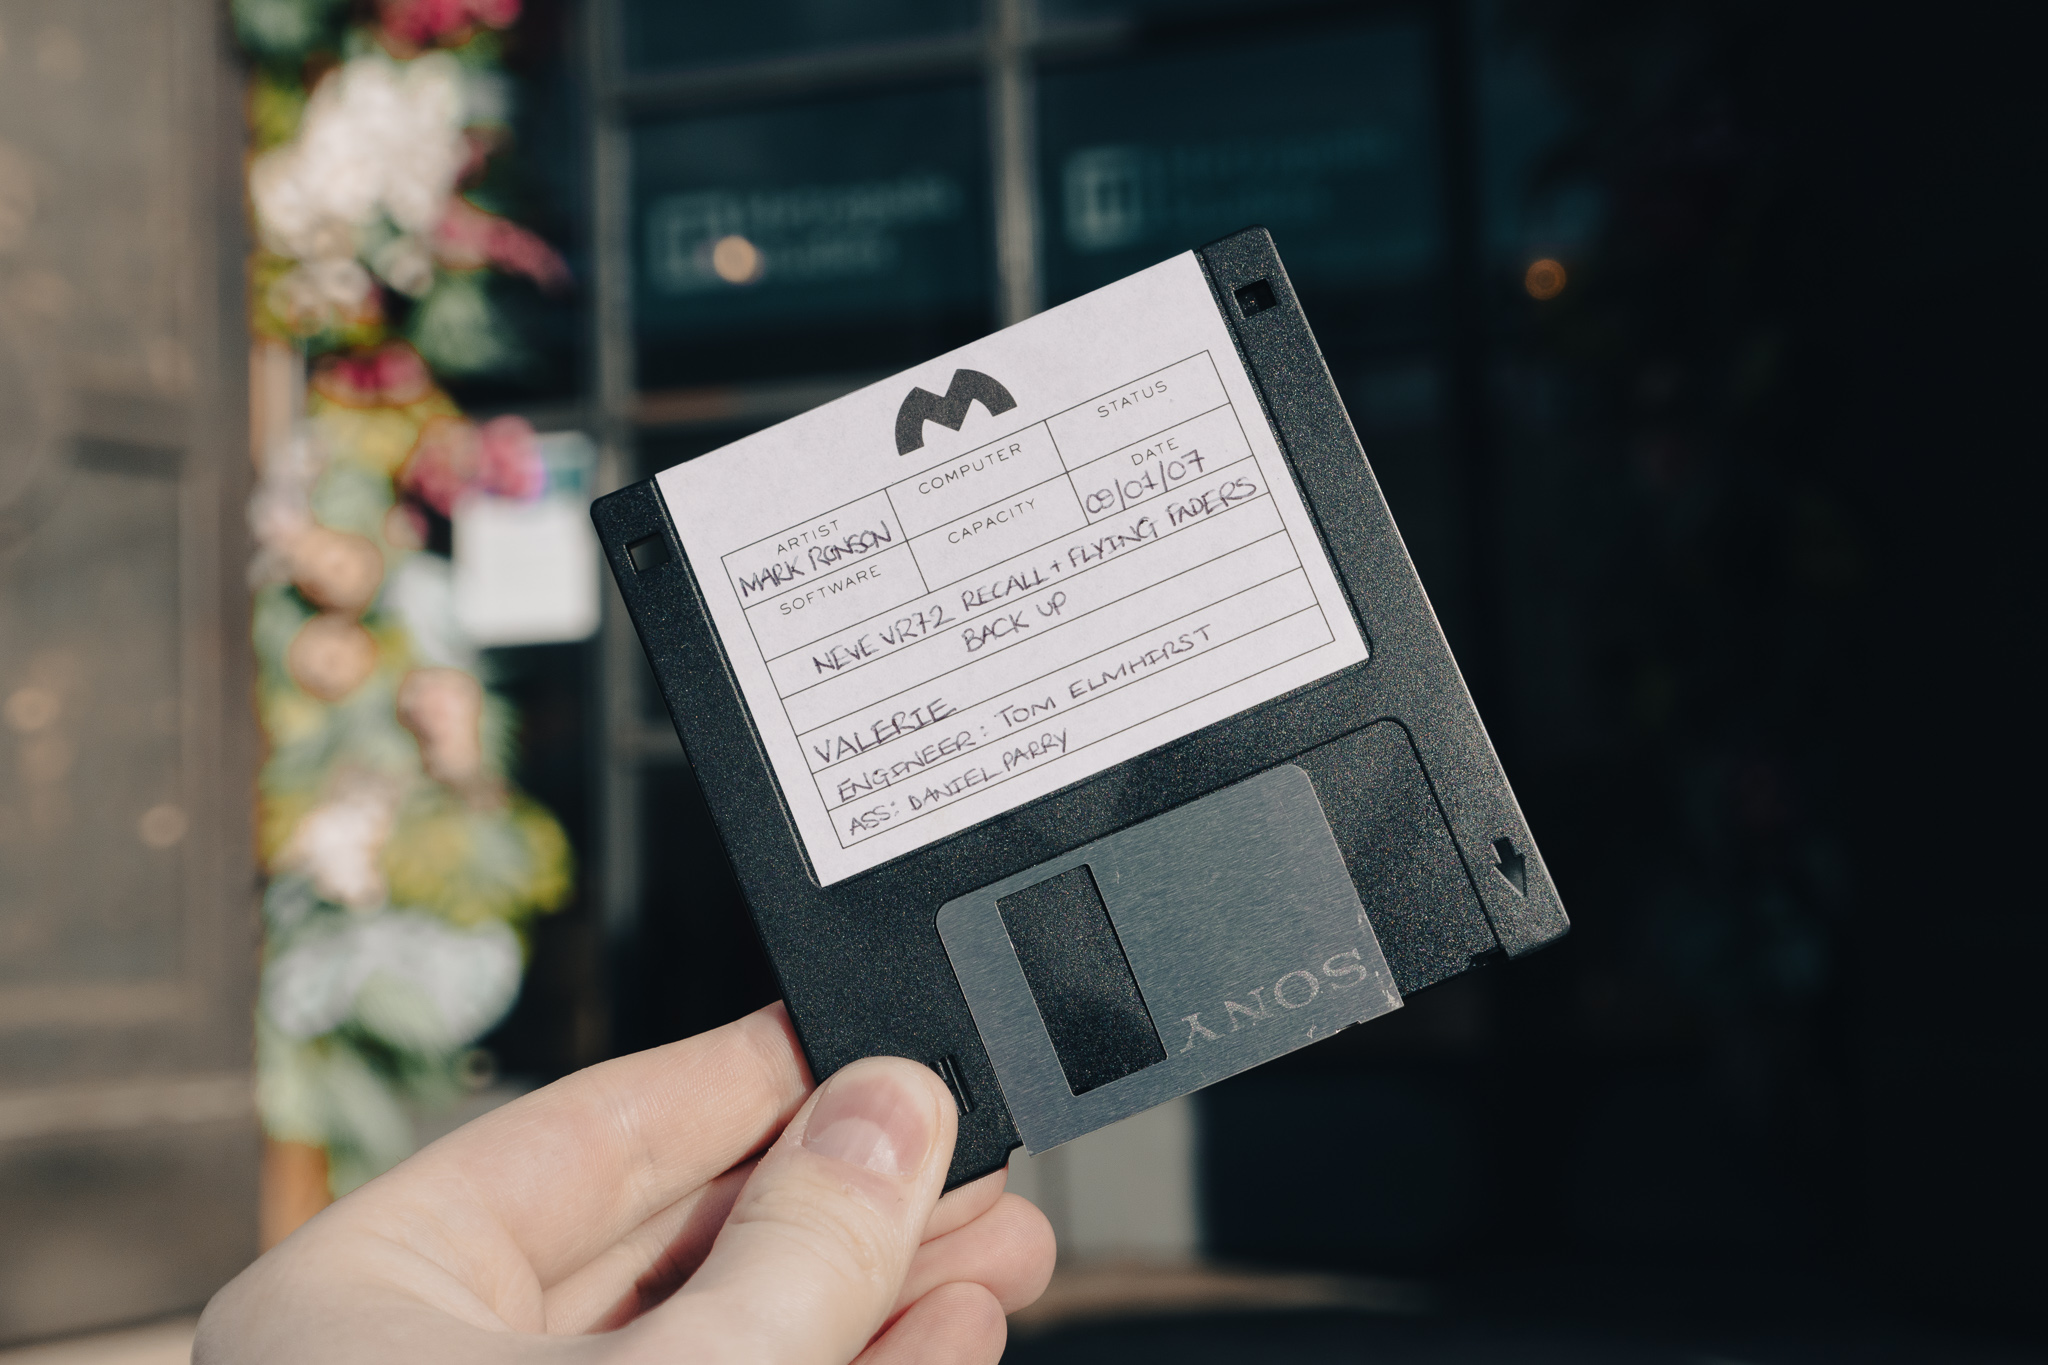 ARTIST
MARK RONSON
COMPUTER
STATUS
SOFTWARE
CAPACITY
DATE
09/07/07
NEVE VR72 RECALL + FLYING FADERS
BACK UP
VALERIE
ENGINEER: TOM ELMHIRST
ASS: DANIEL PARRY
SONY